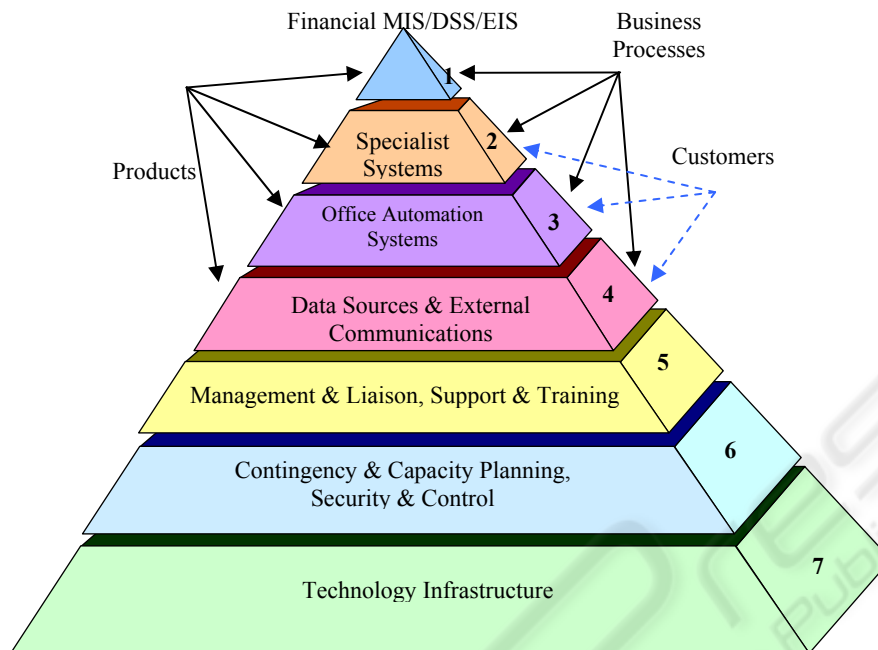 Financial MIS/DSS/EIS
Business
Processes
1
Specialist
Systems
2
Products
Customers
Office Automation
Systems
3
Data Sources & External
Communications
4
Management & Liaison, Support & Training
5
Contingency & Capacity Planning,
Security & Control
6
Technology Infrastructure
7